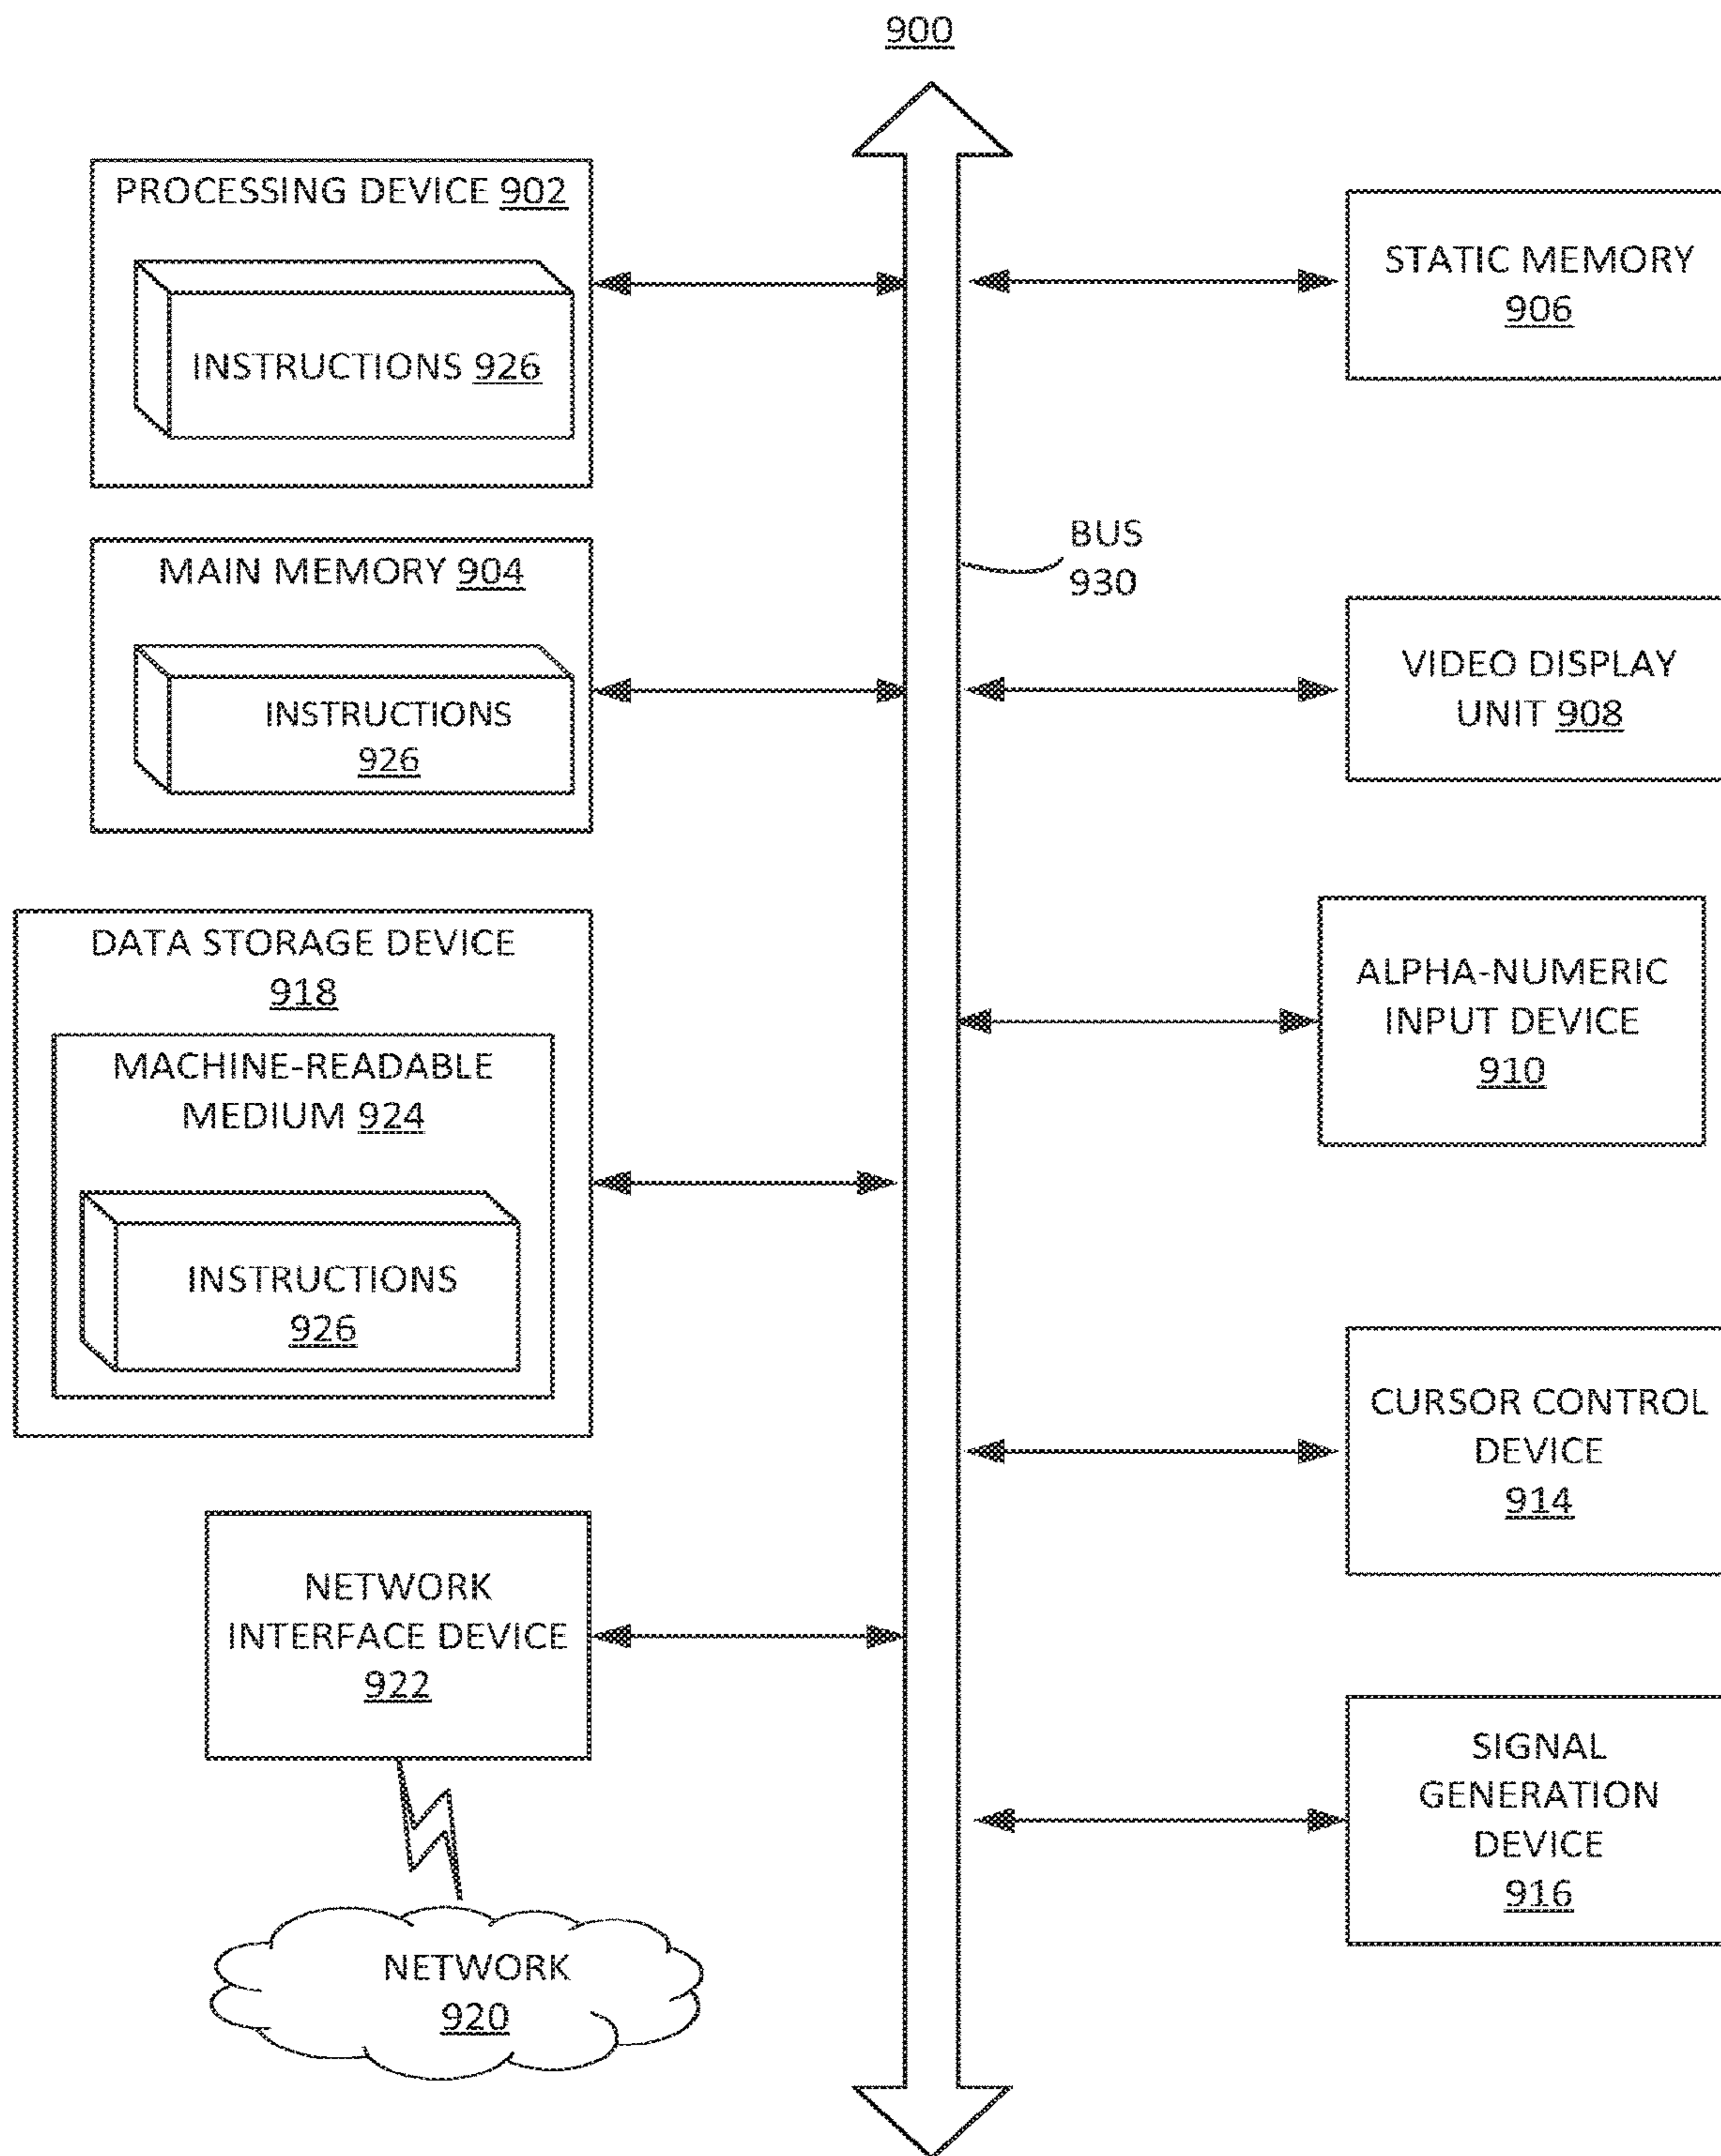 900
PROCESSING DEVICE 902
INSTRUCTIONS 926
MAIN MEMORY 904
INSTRUCTIONS
926
DATA STORAGE DEVICE
918
MACHINE-READABLE
MEDIUM 924
INSTRUCTIONS
926
NETWORK
INTERFACE DEVICE
922
NETWORK
920
BUS
930
STATIC MEMORY
906
VIDEO DISPLAY
UNIT 908
ALPHA-NUMERIC
INPUT DEVICE
910
CURSOR CONTROL
DEVICE
914
SIGNAL
GENERATION
DEVICE
916